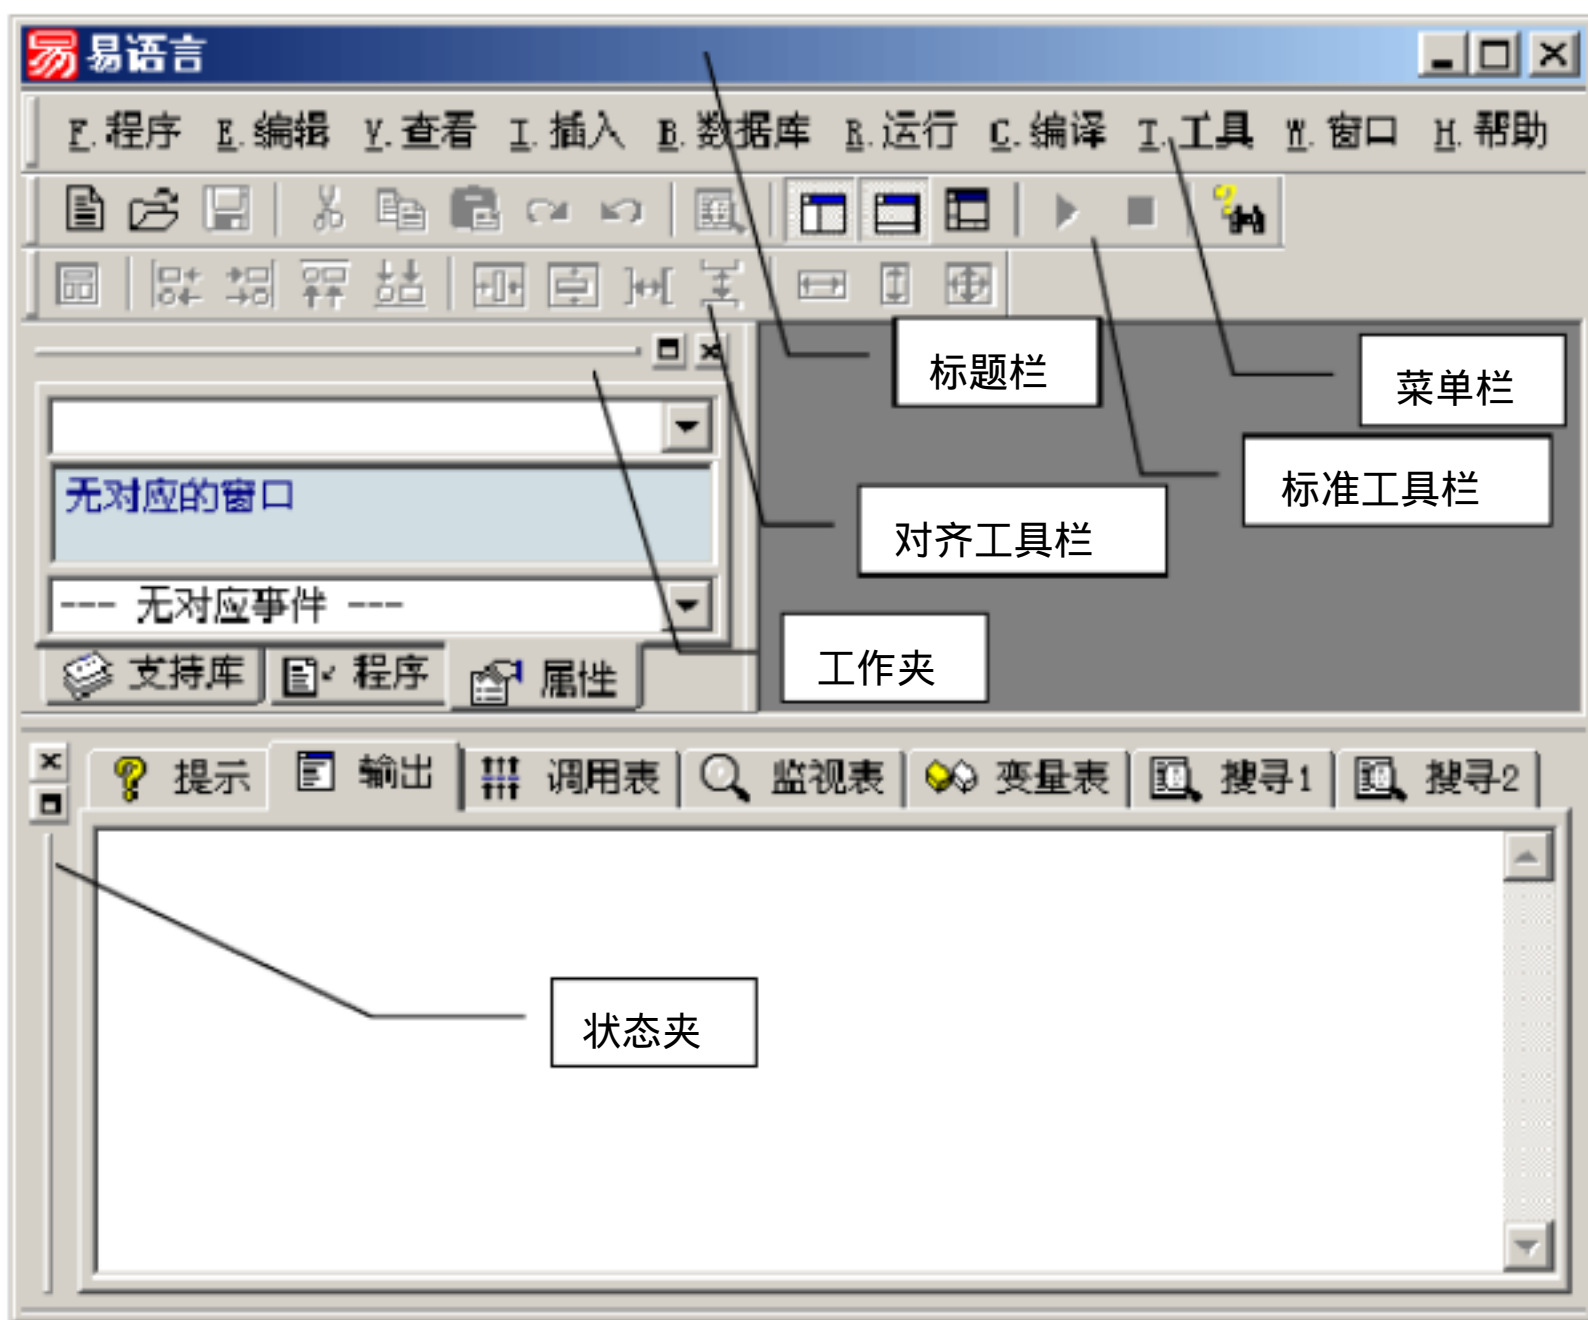 易 易语言
F.程序 E.编辑 V.查看 I.插入 B.数据库 R.运行 C.编译 T.工具 W.窗口 H.帮助
标题栏
菜单栏
无对应的窗口
标准工具栏
对齐工具栏
--- 无对应事件 ---
工作夹
支持库 程序 属性
提示 输出 调用表 监视表 变量表 搜寻1 搜寻2
状态夹